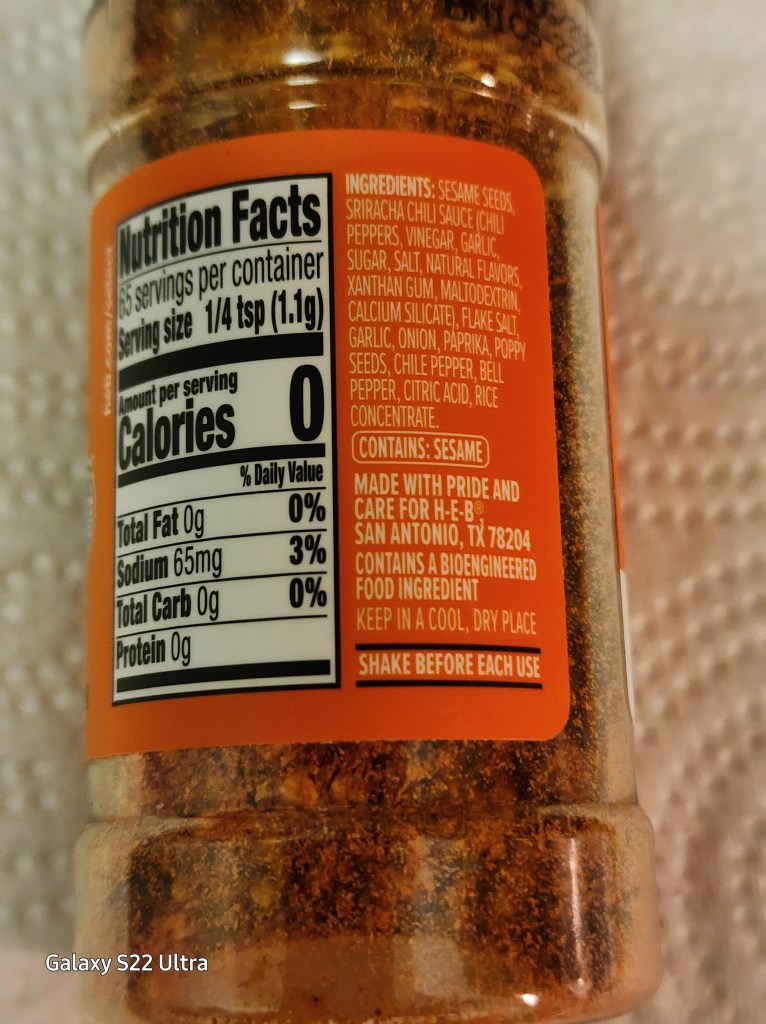 heb.com/select
Nutrition Facts
65 servings per container
Serving size 1/4 tsp (1.1g)
Amount per serving
Calories 0
% Daily Value
Total Fat 0g 0%
Sodium 65mg 3%
Total Carb 0g 0%
Protein 0g
INGREDIENTS: SESAME SEEDS,
SRIRACHA CHILI SAUCE (CHILI
PEPPERS, VINEGAR, GARLIC,
SUGAR, SALT, NATURAL FLAVORS,
XANTHAN GUM, MALTODEXTRIN,
CALCIUM SILICATE), FLAKE SALT,
GARLIC, ONION, PAPRIKA, POPPY
SEEDS, CHILE PEPPER, BELL
PEPPER, CITRIC ACID, RICE
CONCENTRATE.
CONTAINS: SESAME
MADE WITH PRIDE AND
CARE FOR H-E-B®,
SAN ANTONIO, TX 78204
CONTAINS A BIOENGINEERED
FOOD INGREDIENT
KEEP IN A COOL, DRY PLACE
SHAKE BEFORE EACH USE
Galaxy S22 Ultra